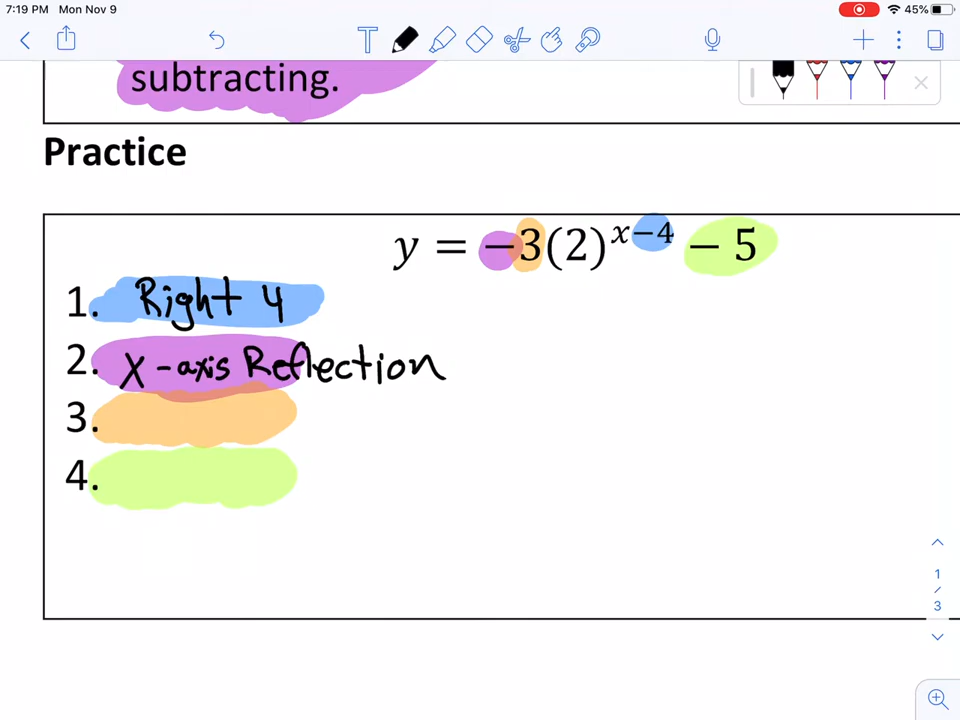 7:19 PM Mon Nov 9
45%
T
subtracting.
Practice
y = −3(2)^{x−4} − 5
1. Right 4
2. X-axis Reflection
3.
4.
1
/
3